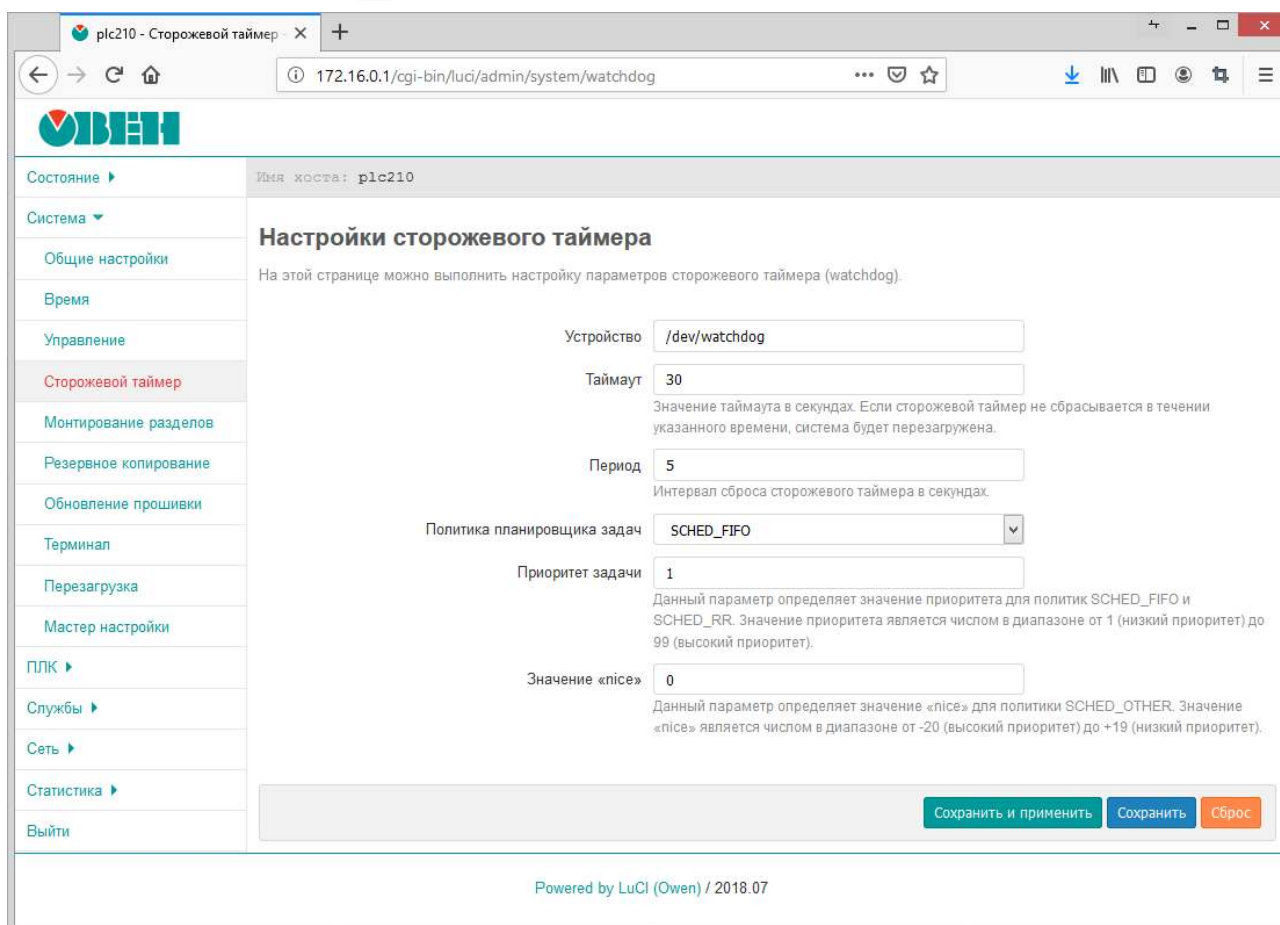 plc210 - Сторожевой таймер -
172.16.0.1/cgi-bin/luci/admin/system/watchdog
ОВЕН
Состояние
Имя хоста: plc210
Система
Общие настройки
Время
Управление
Сторожевой таймер
Монтирование разделов
Резервное копирование
Обновление прошивки
Терминал
Перезагрузка
Мастер настройки
ПЛК
Службы
Сеть
Статистика
Выйти
Настройки сторожевого таймера
На этой странице можно выполнить настройку параметров сторожевого таймера (watchdog).
Устройство /dev/watchdog
Таймаут 30
Значение таймаута в секундах. Если сторожевой таймер не сбрасывается в течении
указанного времени, система будет перезагружена.
Период 5
Интервал сброса сторожевого таймера в секундах.
Политика планировщика задач SCHED_FIFO
Приоритет задачи 1
Данный параметр определяет значение приоритета для политик SCHED_FIFO и
SCHED_RR. Значение приоритета является числом в диапазоне от 1 (низкий приоритет) до
99 (высокий приоритет).
Значение «nice» 0
Данный параметр определяет значение «nice» для политики SCHED_OTHER. Значение
«nice» является числом в диапазоне от -20 (высокий приоритет) до +19 (низкий приоритет).
Сохранить и применить Сохранить Сброс
Powered by LuCI (Owen) / 2018.07